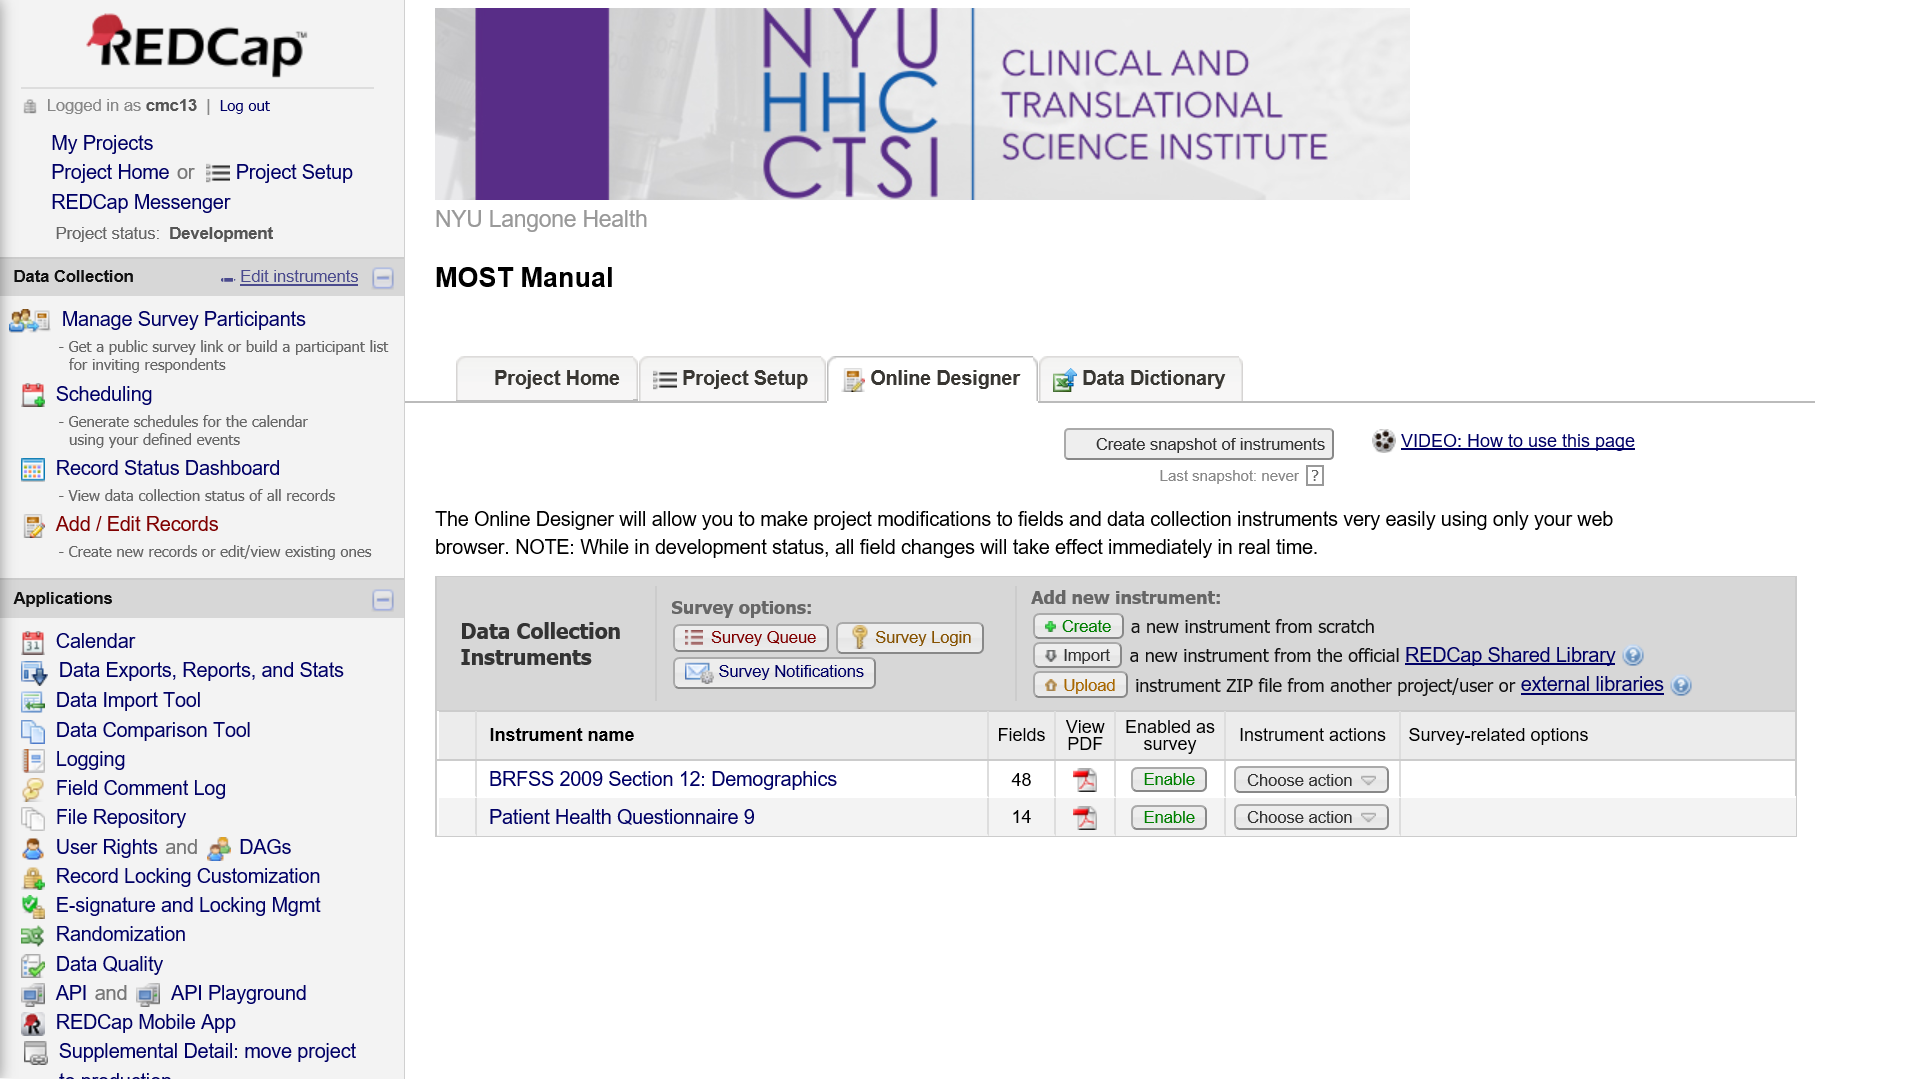 REDCap™
Logged in as cmc13 | Log out
My Projects
Project Home or Project Setup
REDCap Messenger
Project status: Development
Data Collection
Edit instruments
Manage Survey Participants
- Get a public survey link or build a participant list
for inviting respondents
Scheduling
- Generate schedules for the calendar
using your defined events
Record Status Dashboard
- View data collection status of all records
Add / Edit Records
- Create new records or edit/view existing ones
Applications
Calendar
Data Exports, Reports, and Stats
Data Import Tool
Data Comparison Tool
Logging
Field Comment Log
File Repository
User Rights and DAGs
Record Locking Customization
E-signature and Locking Mgmt
Randomization
Data Quality
API and API Playground
REDCap Mobile App
Supplemental Detail: move project
to production
NYU
HHC
CTSI
CLINICAL AND
TRANSLATIONAL
SCIENCE INSTITUTE
NYU Langone Health
MOST Manual
Project Home
Project Setup
Online Designer
Data Dictionary
Create snapshot of instruments
VIDEO: How to use this page
Last snapshot: never ?
The Online Designer will allow you to make project modifications to fields and data collection instruments very easily using only your web
browser. NOTE: While in development status, all field changes will take effect immediately in real time.
Data Collection
Instruments
Survey options:
Survey Queue
Survey Login
Survey Notifications
Add new instrument:
Create a new instrument from scratch
Import a new instrument from the official REDCap Shared Library ?
Upload instrument ZIP file from another project/user or external libraries ?
Instrument name
Fields
View
PDF
Enabled as
survey
Instrument actions
Survey-related options
BRFSS 2009 Section 12: Demographics 48 Enable Choose action
Patient Health Questionnaire 9 14 Enable Choose action